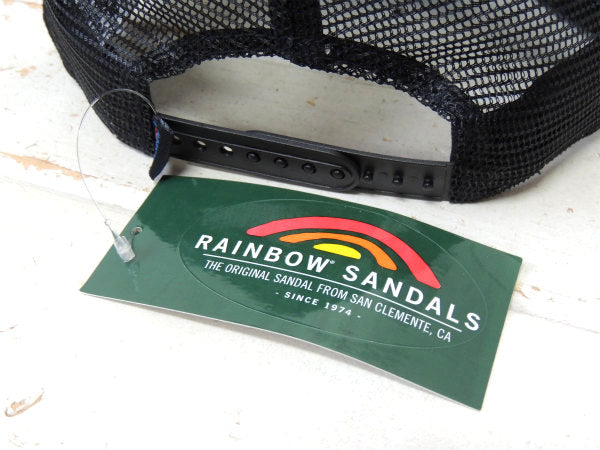 RAINBOW® SANDALS
THE ORIGINAL SANDAL FROM SAN CLEMENTE, CA
- SINCE 1974 -